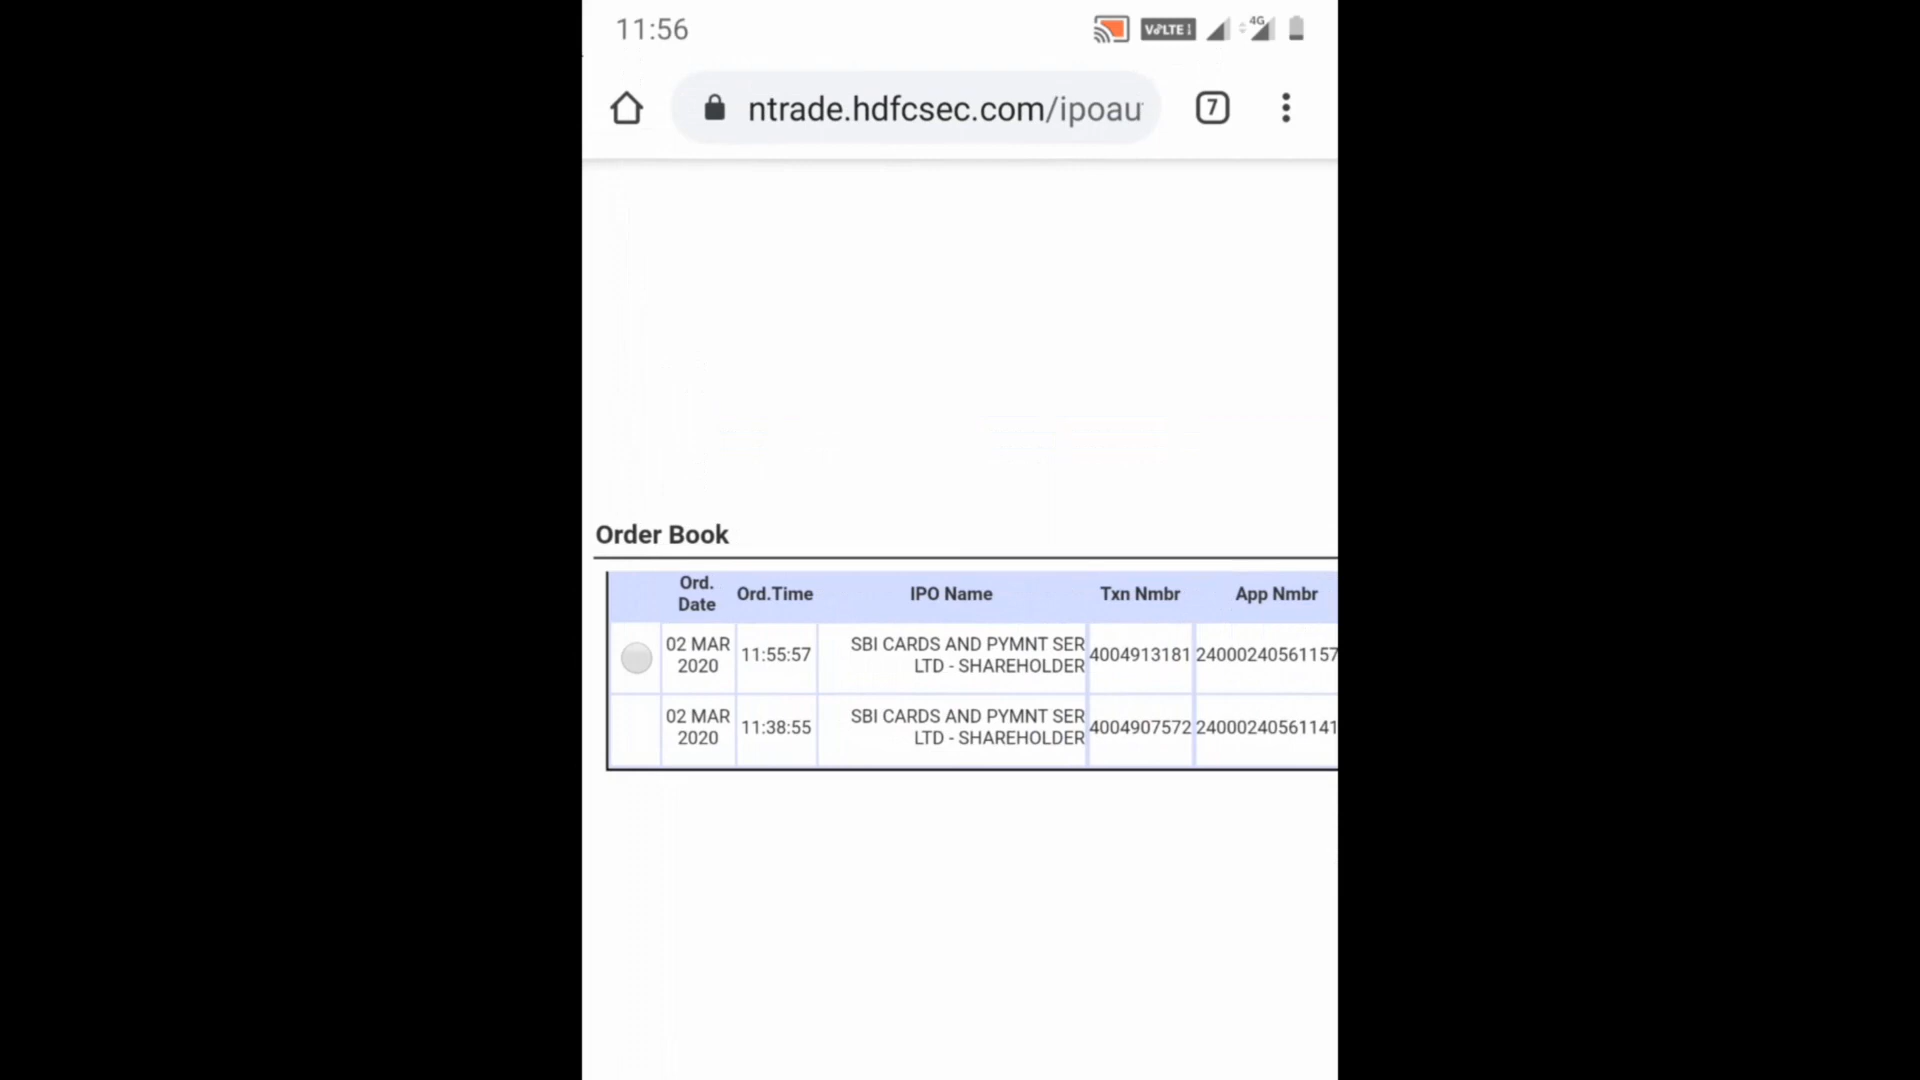 11:56
VoLTE 4G
ntrade.hdfcsec.com/ipoau
7
Order Book
Ord. Date Ord.Time IPO Name Txn Nmbr App Nmbr
02 MAR 2020 11:55:57 SBI CARDS AND PYMNT SER LTD - SHAREHOLDER 4004913181 24000240561157
02 MAR 2020 11:38:55 SBI CARDS AND PYMNT SER LTD - SHAREHOLDER 4004907572 24000240561141